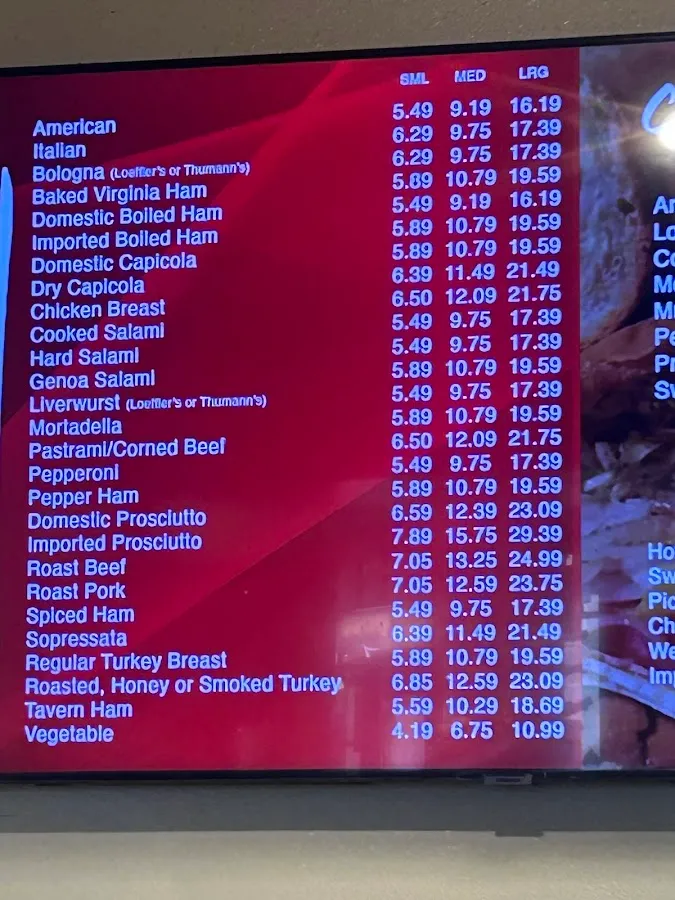 SML MED LRG
American 5.49 9.19 16.19
Italian 6.29 9.75 17.39
Bologna (Loeffler's or Thumann's) 6.29 9.75 17.39
Baked Virginia Ham 5.89 10.79 19.59
Domestic Boiled Ham 5.49 9.19 16.19
Imported Boiled Ham 5.89 10.79 19.59
Domestic Capicola 5.89 10.79 19.59
Dry Capicola 6.39 11.49 21.49
Chicken Breast 6.50 12.09 21.75
Cooked Salami 5.49 9.75 17.39
Hard Salami 5.49 9.75 17.39
Genoa Salami 5.89 10.79 19.59
Liverwurst (Loeffler's or Thumann's) 5.49 9.75 17.39
Mortadella 5.89 10.79 19.59
Pastrami/Corned Beef 6.50 12.09 21.75
Pepperoni 5.49 9.75 17.39
Pepper Ham 5.89 10.79 19.59
Domestic Prosciutto 6.59 12.39 23.09
Imported Prosciutto 7.89 15.75 29.39
Roast Beef 7.05 13.25 24.99
Roast Pork 7.05 12.59 23.75
Spiced Ham 5.49 9.75 17.39
Sopressata 6.39 11.49 21.49
Regular Turkey Breast 5.89 10.79 19.59
Roasted, Honey or Smoked Turkey 6.85 12.59 23.09
Tavern Ham 5.59 10.29 18.69
Vegetable 4.19 6.75 10.99